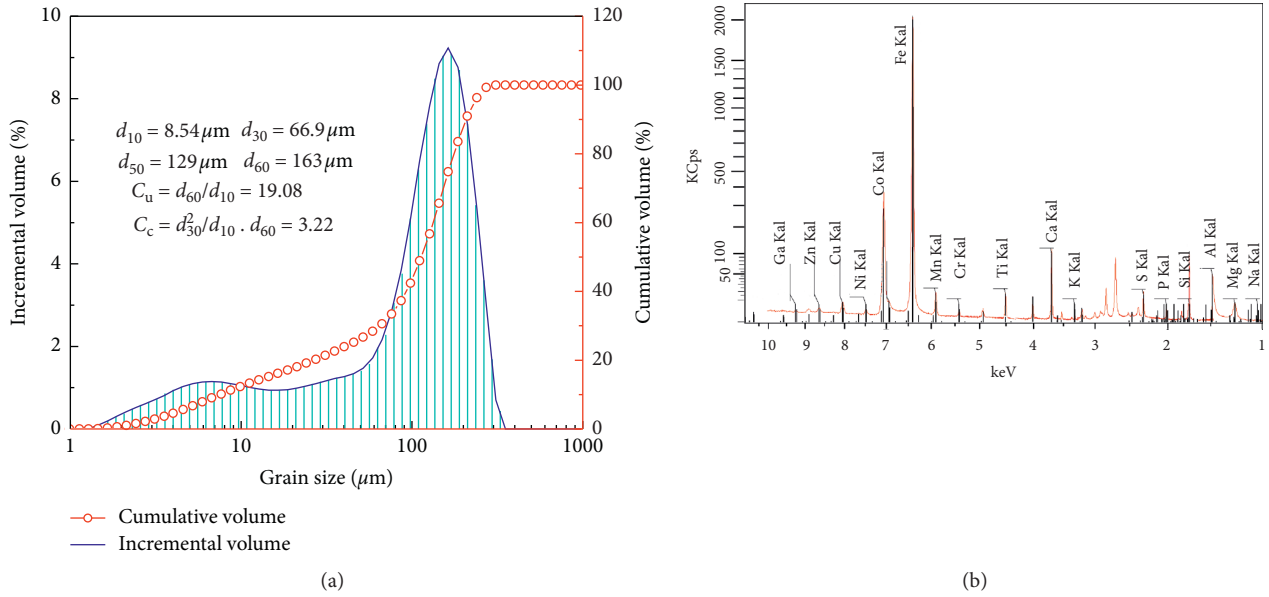 10
8
6
4
2
0
Incremental volume (%)
120
100
80
60
40
20
0
Cumulative volume (%)
d₁₀ = 8.54 μm d₃₀ = 66.9 μm
d₅₀ = 129 μm d₆₀ = 163 μm
Cᵤ = d₆₀/d₁₀ = 19.08
C_c = d²₃₀/d₁₀ . d₆₀ = 3.22
1 10 100 1000
Grain size (μm)
Cumulative volume
Incremental volume
(a)
2000
1500
1000
500
100
50
KCps
Ga Kal
Zn Kal
Cu Kal
Ni Kal
Co Kal
Fe Kal
Mn Kal
Cr Kal
Ti Kal
Ca Kal
K Kal
S Kal
P Kal
Si Kal
Al Kal
Mg Kal
Na Kal
10 9 8 7 6 5 4 3 2 1
keV
(b)